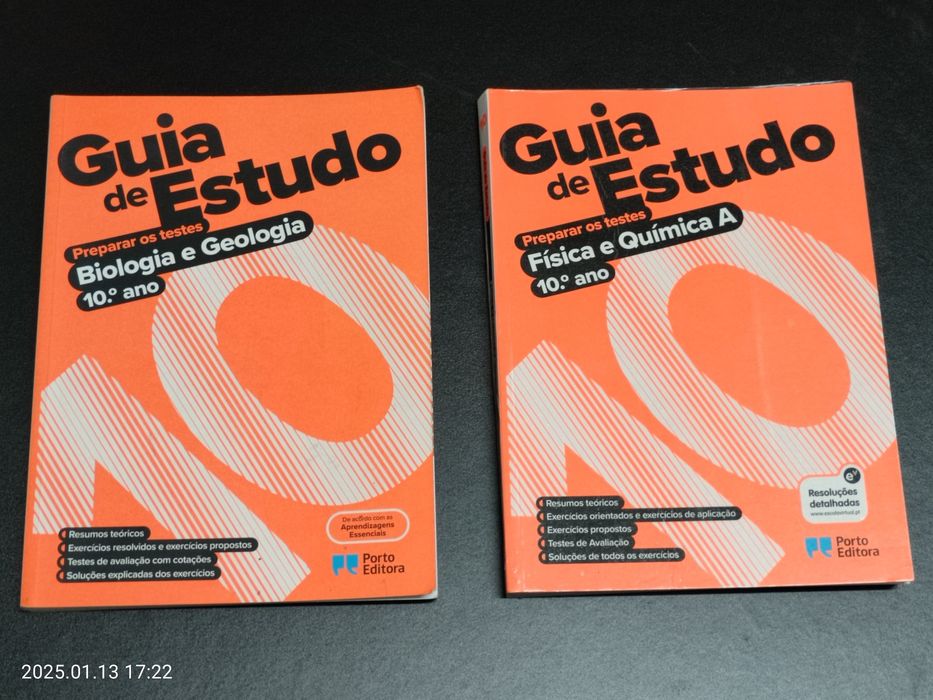 Guia
de Estudo
Preparar os testes
Biologia e Geologia
10.º ano
Resumos teóricos
Exercícios resolvidos e exercícios propostos
Testes de avaliação com cotações
Soluções explicadas dos exercícios
De acordo com as
Aprendizagens
Essenciais
Porto
Editora
Guia
de Estudo
Preparar os testes
Física e Química A
10.º ano
10
Resumos teóricos
Exercícios orientados e exercícios de aplicação
Exercícios propostos
Testes de Avaliação
Soluções de todos os exercícios
Resoluções
detalhadas
www.escolavirtual.pt
Porto
Editora
10
2025.01.13 17:22